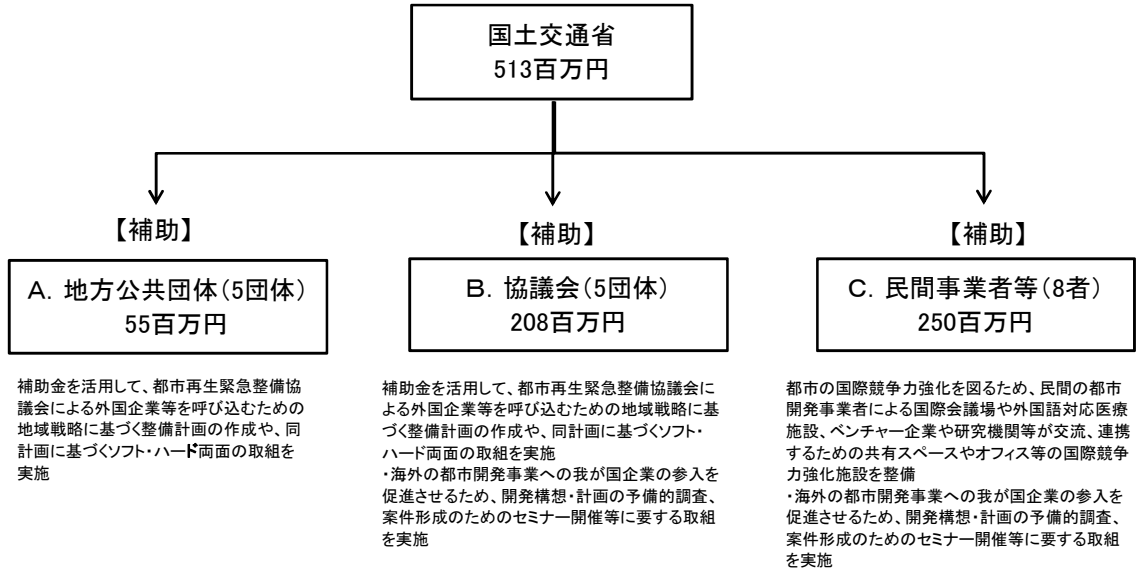 国土交通省
513百万円
【補助】
A．地方公共団体（5団体）
55百万円
補助金を活用して、都市再生緊急整備協
議会による外国企業等を呼び込むための
地域戦略に基づく整備計画の作成や、同
計画に基づくソフト・ハード両面の取組を
実施
【補助】
B．協議会（5団体）
208百万円
補助金を活用して、都市再生緊急整備協議会に
よる外国企業等を呼び込むための地域戦略に基
づく整備計画の作成や、同計画に基づくソフト・
ハード両面の取組を実施
・海外の都市開発事業への我が国企業の参入を
促進させるため、開発構想・計画の予備的調査、
案件形成のためのセミナー開催等に要する取組
を実施
【補助】
C．民間事業者等（8者）
250百万円
都市の国際競争力強化を図るため、民間の都市
開発事業者による国際会議場や外国語対応医療
施設、ベンチャー企業や研究機関等が交流、連携
するための共有スペースやオフィス等の国際競争
力強化施設を整備
・海外の都市開発事業への我が国企業の参入を
促進させるため、開発構想・計画の予備的調査、
案件形成のためのセミナー開催等に要する取組
を実施